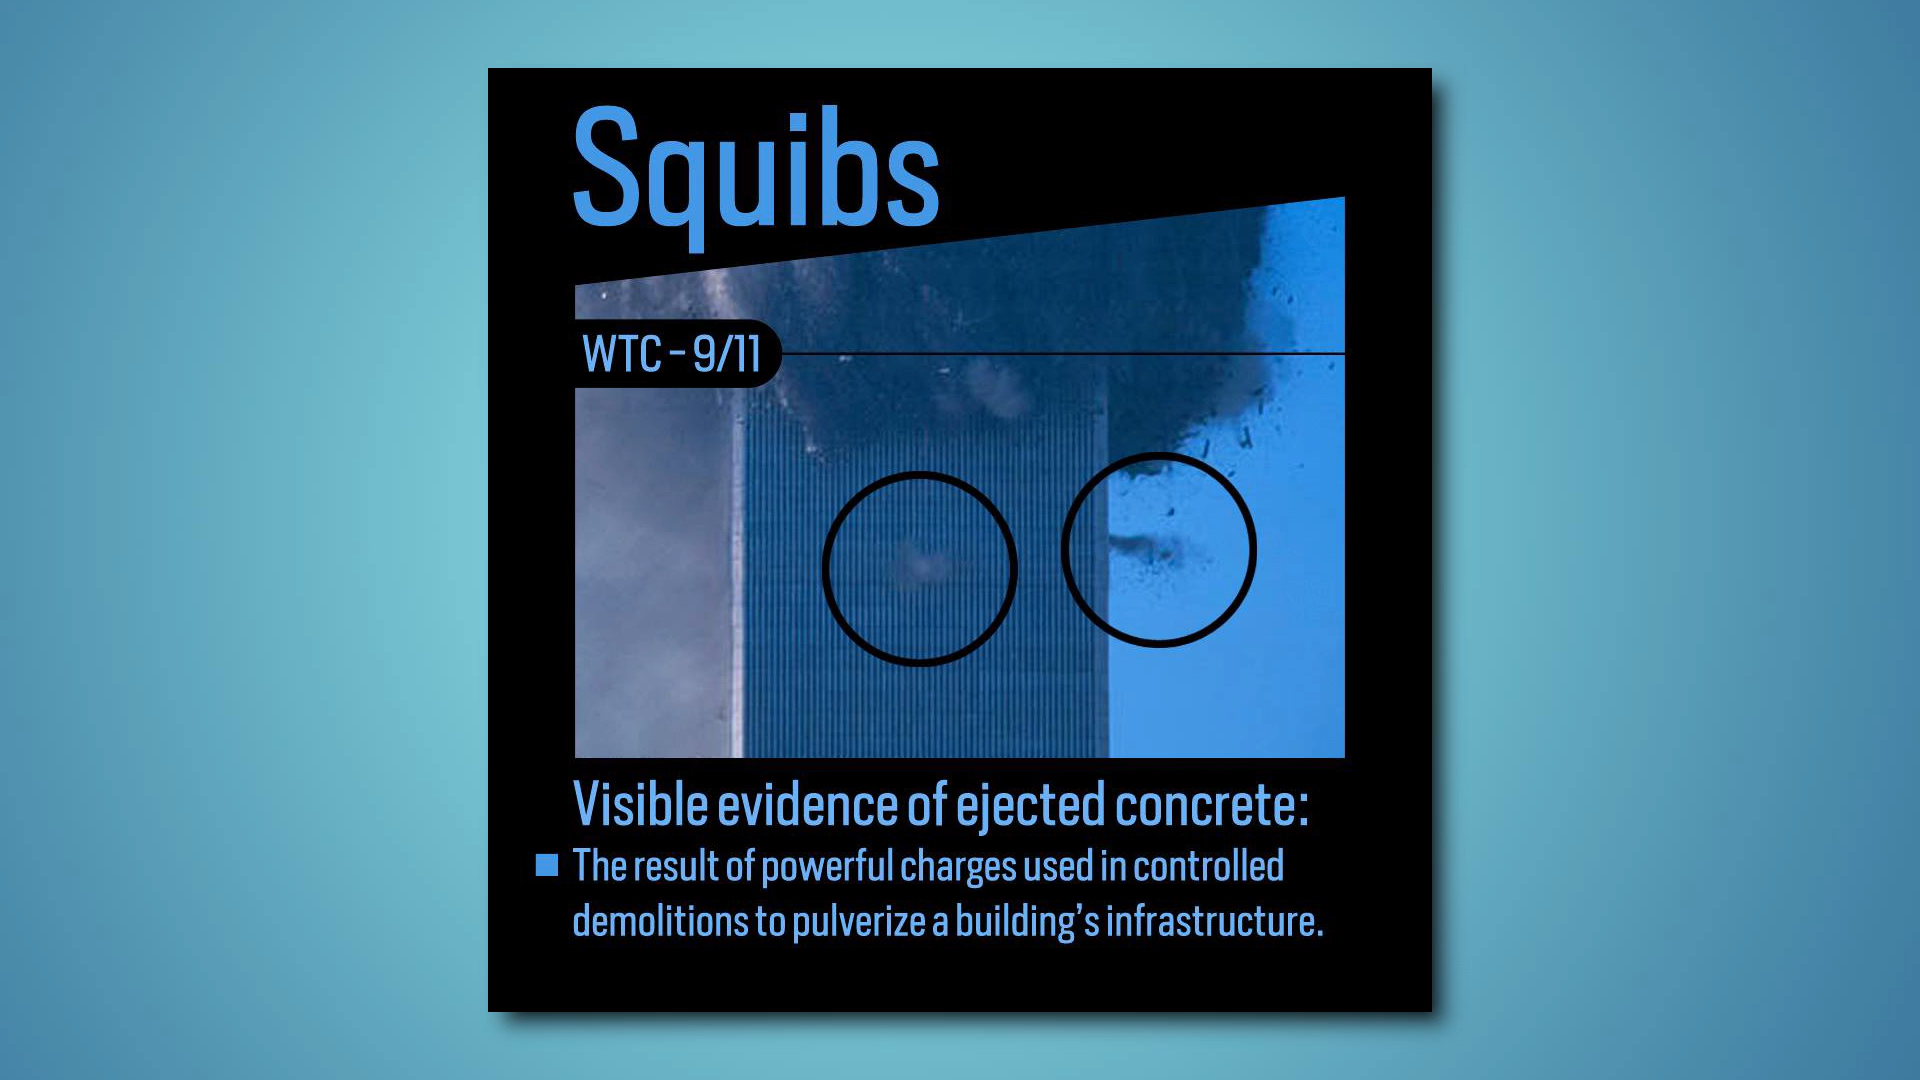 Squibs
WTC – 9/11
Visible evidence of ejected concrete:
The result of powerful charges used in controlled
demolitions to pulverize a building’s infrastructure.